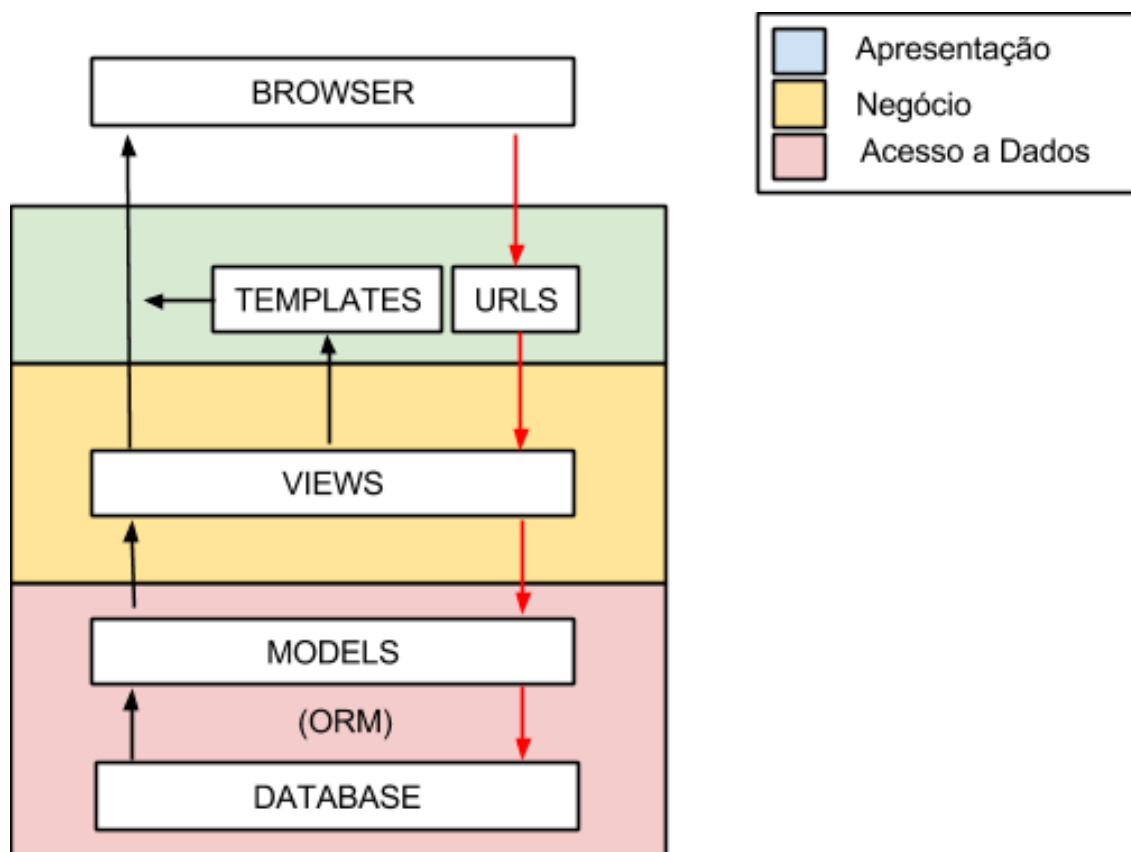 BROWSER
Apresentação
Negócio
Acesso a Dados
TEMPLATES
URLS
VIEWS
MODELS
(ORM)
DATABASE